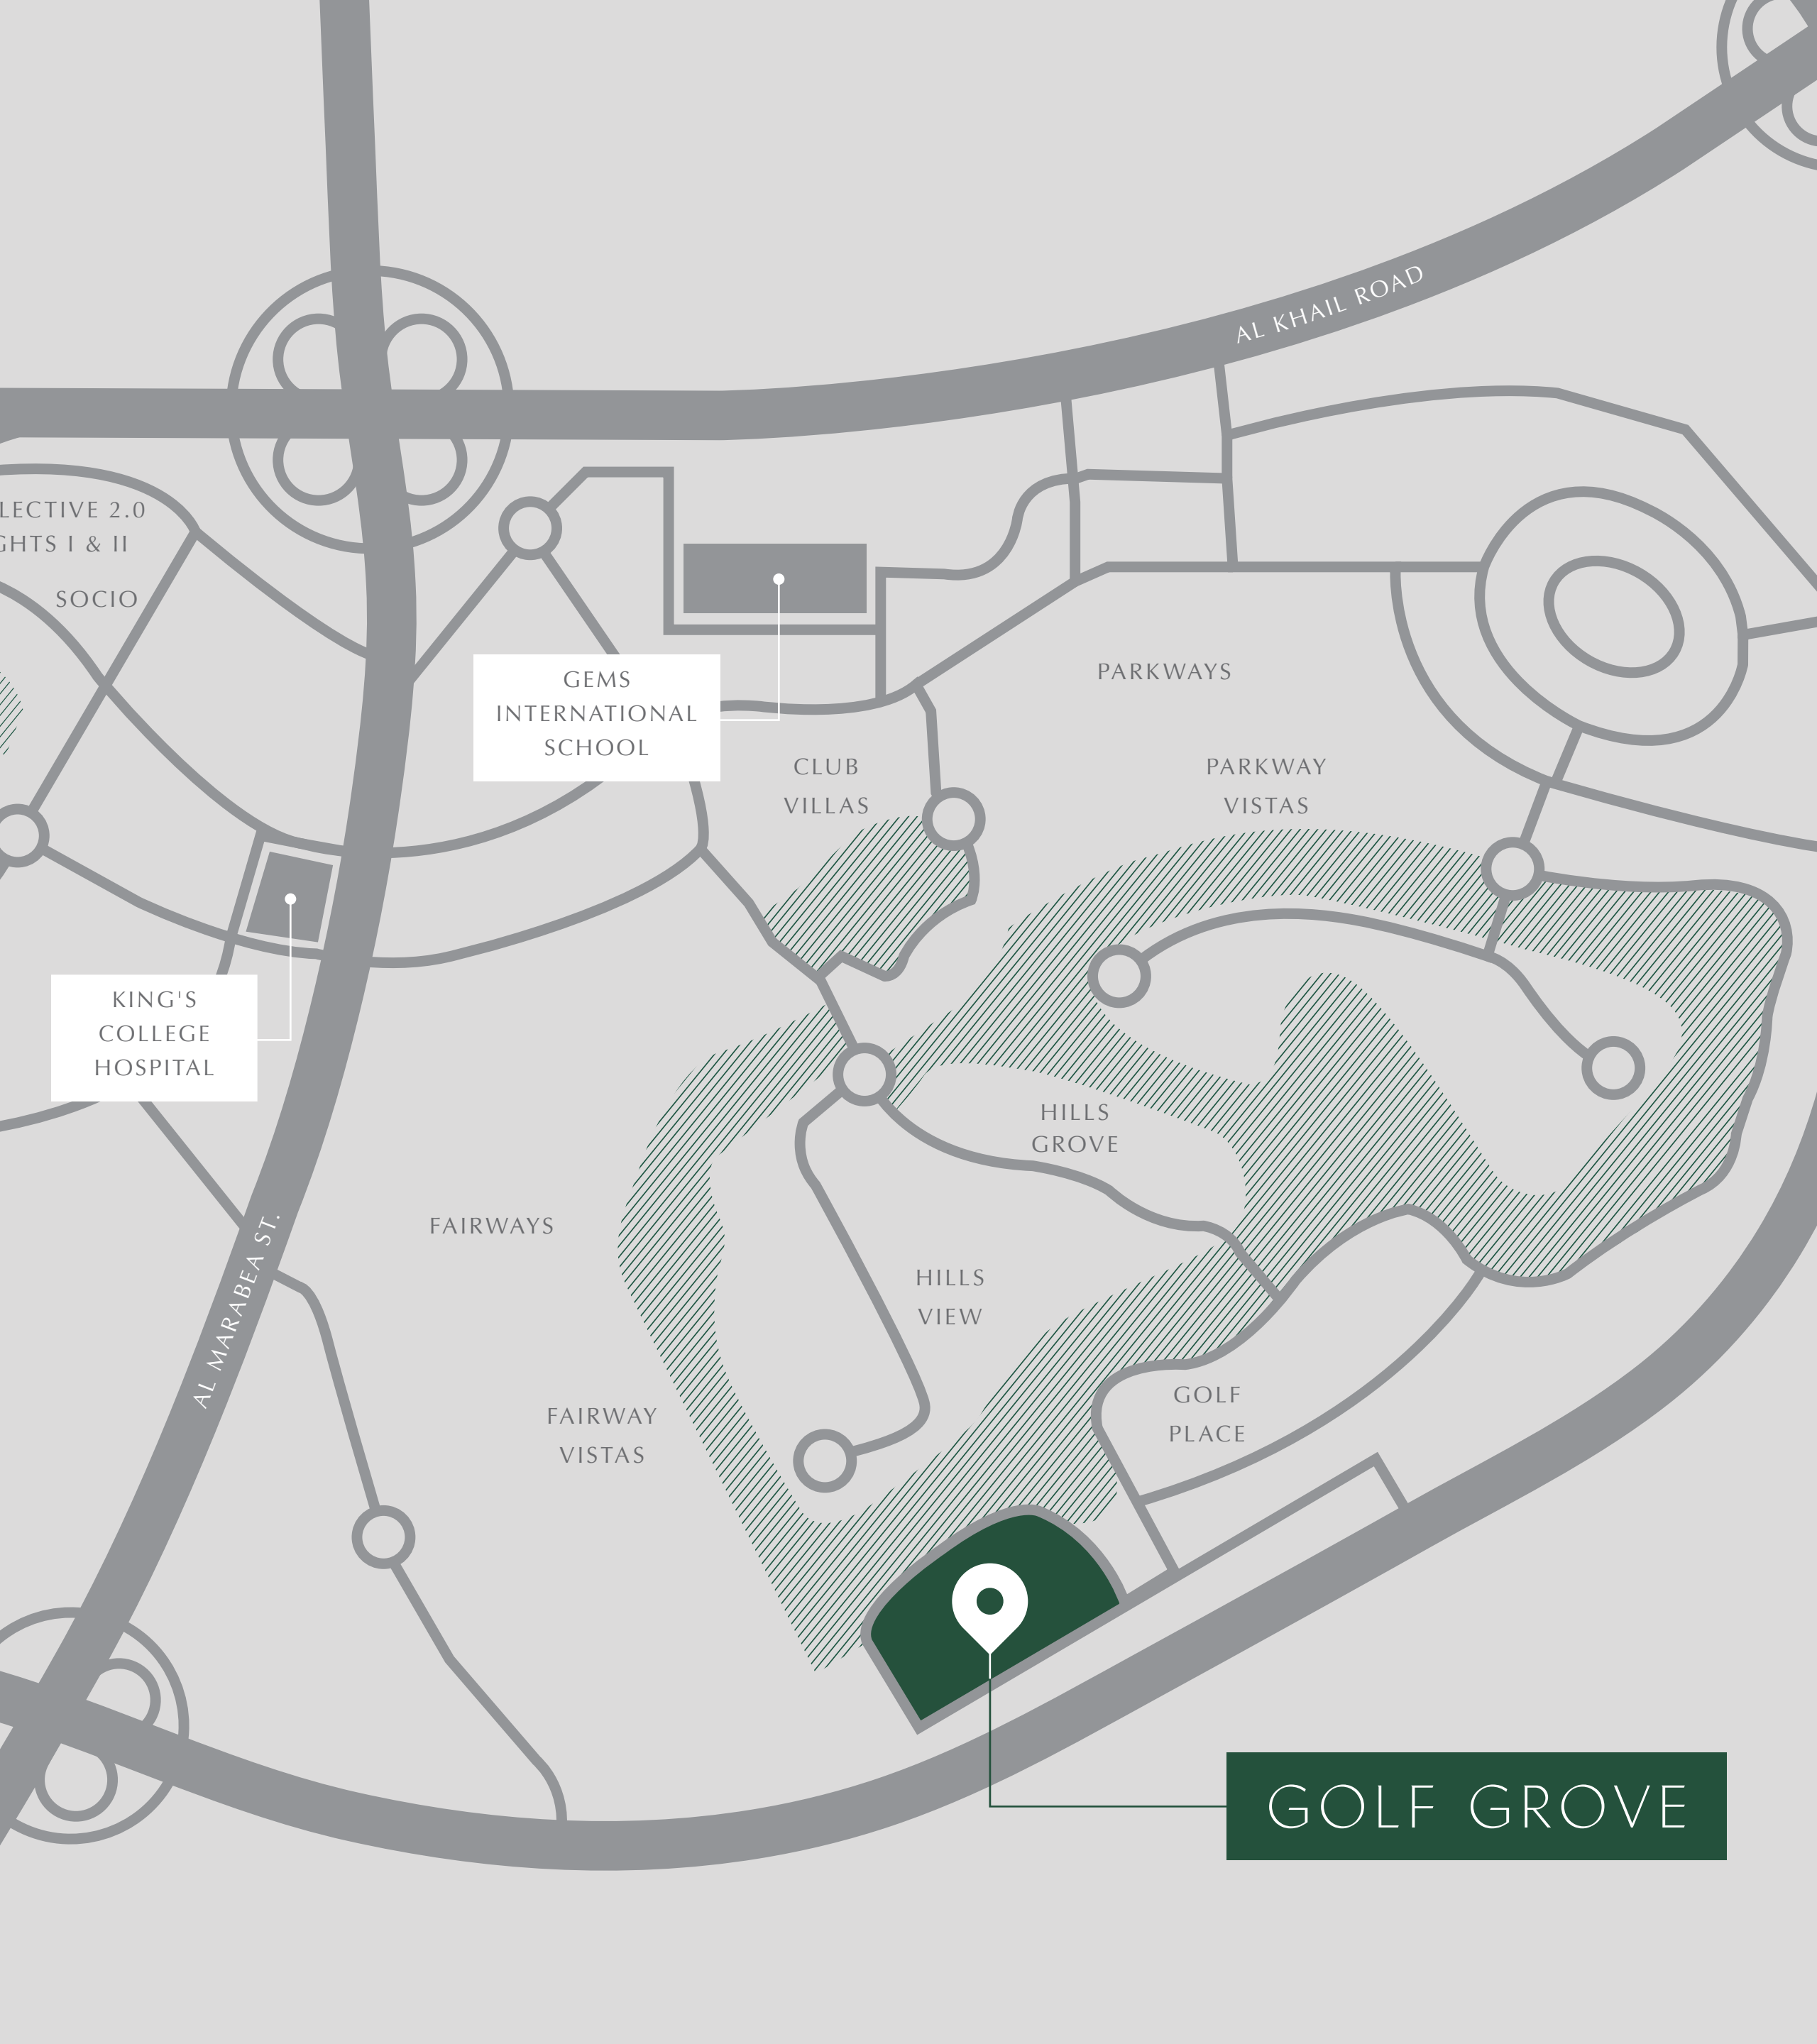 AL KHAIL ROAD
LECTIVE 2.0
GHTS I & II
SOCIO
GEMS
INTERNATIONAL
SCHOOL
PARKWAYS
CLUB
VILLAS
PARKWAY
VISTAS
KING'S
COLLEGE
HOSPITAL
HILLS
GROVE
FAIRWAYS
AL MARABEA ST.
HILLS
VIEW
GOLF
PLACE
FAIRWAY
VISTAS
GOLF GROVE